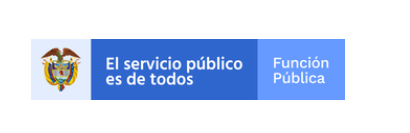 El servicio público
es de todos
Función
Pública